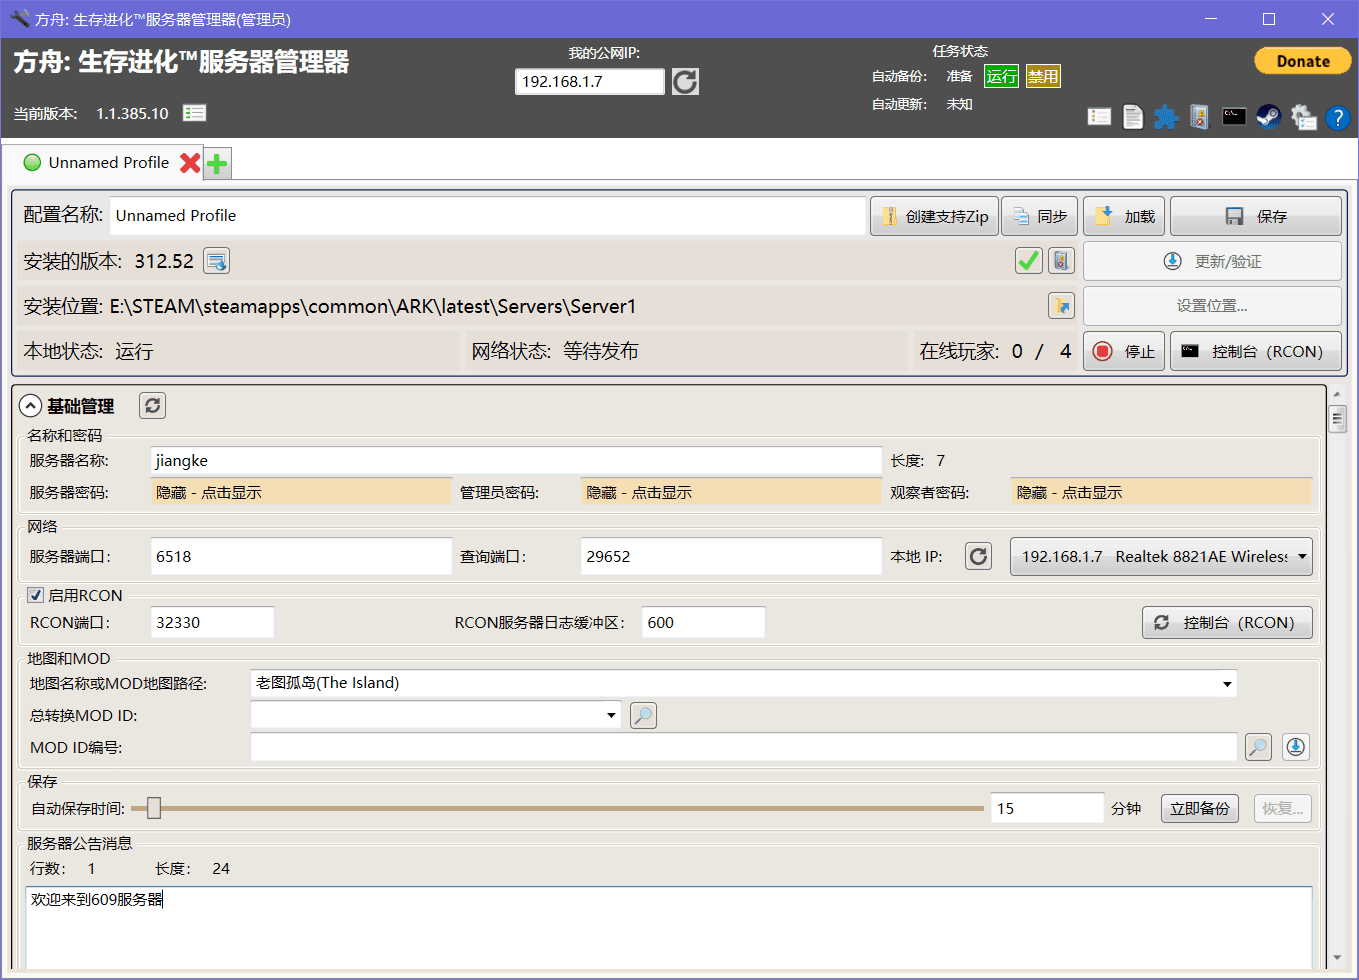 方舟: 生存进化™服务器管理器(管理员)
方舟: 生存进化™服务器管理器
我的公网IP:
任务状态
Donate
192.168.1.7
自动备份: 准备 运行 禁用
自动更新: 未知
当前版本: 1.1.385.10
Unnamed Profile
配置名称: Unnamed Profile 创建支持Zip 同步 加载 保存
安装的版本: 312.52 更新/验证
安装位置: E:\STEAM\steamapps\common\ARK\latest\Servers\Server1 设置位置...
本地状态: 运行 网络状态: 等待发布 在线玩家: 0 / 4 停止 控制台（RCON）
基础管理
名称和密码
服务器名称: jiangke 长度: 7
服务器密码: 隐藏 - 点击显示 管理员密码: 隐藏 - 点击显示 观察者密码: 隐藏 - 点击显示
网络
服务器端口: 6518 查询端口: 29652 本地 IP: 192.168.1.7 Realtek 8821AE Wireless
启用RCON
RCON端口: 32330 RCON服务器日志缓冲区: 600 控制台（RCON）
地图和MOD
地图名称或MOD地图路径: 老图孤岛(The Island)
总转换MOD ID:
MOD ID编号:
保存
自动保存时间: 15 分钟 立即备份 恢复...
服务器公告消息
行数: 1 长度: 24
欢迎来到609服务器